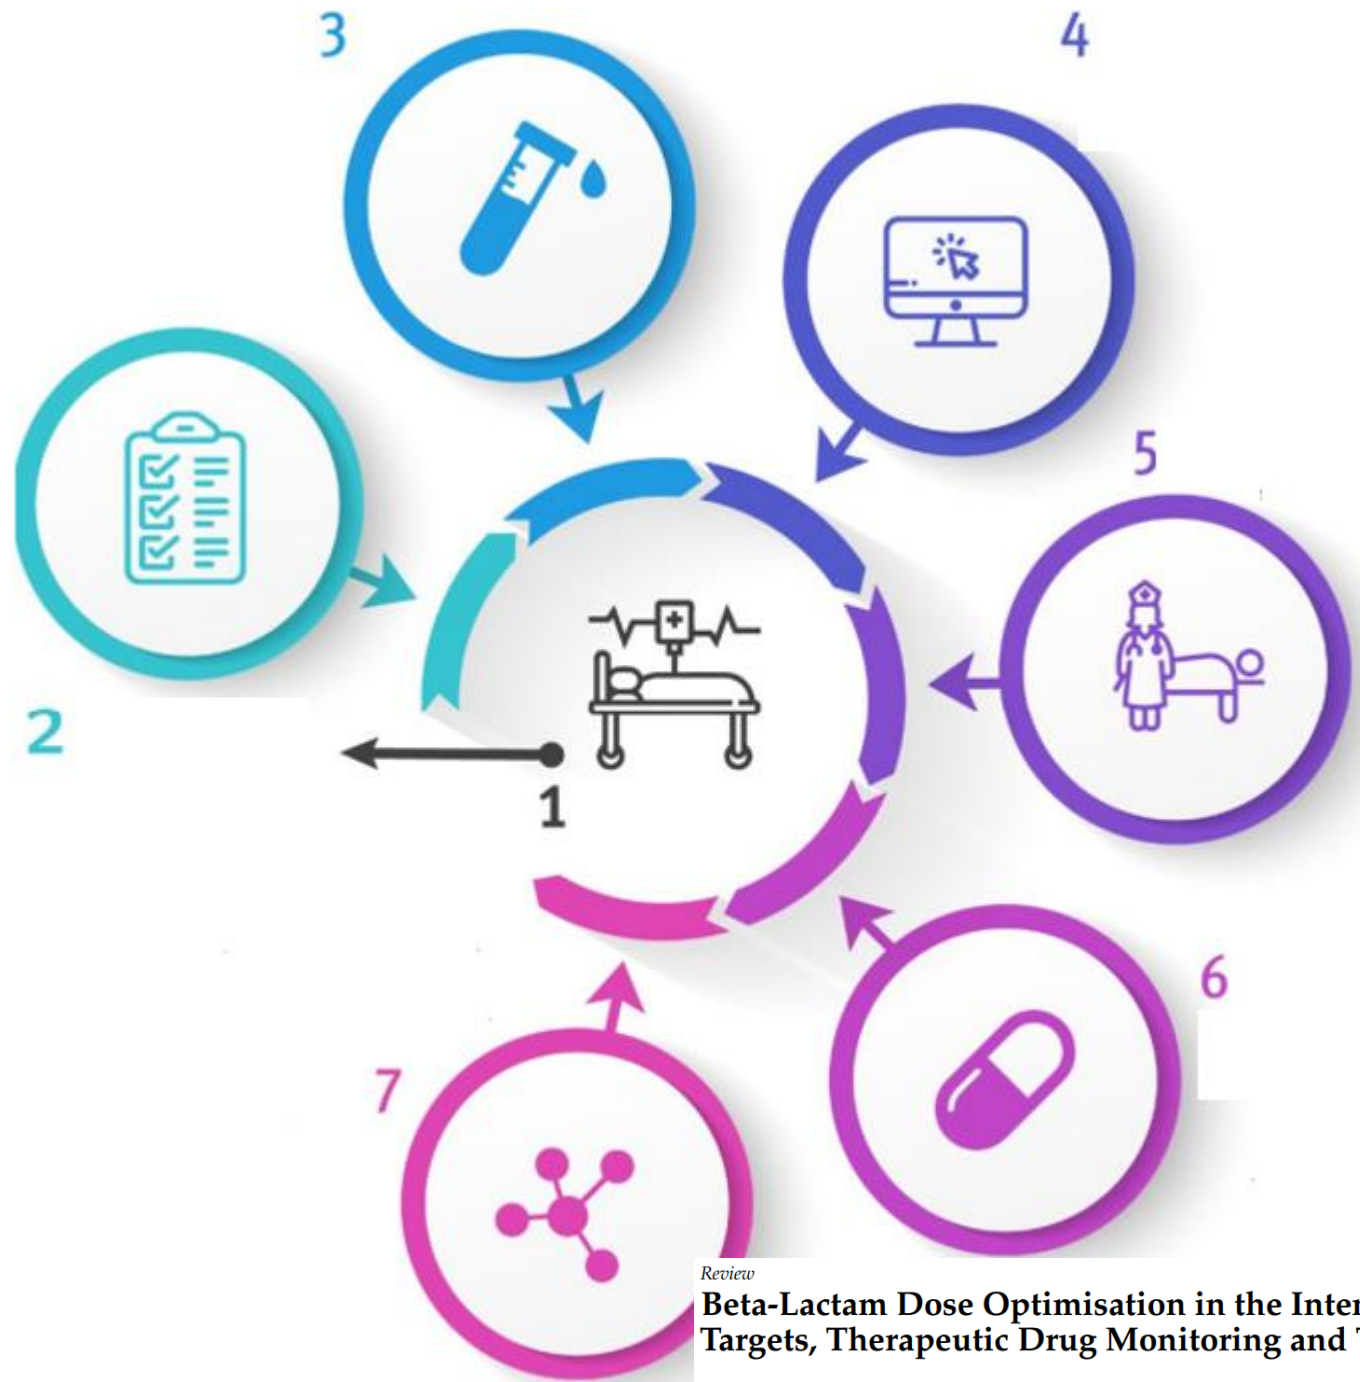 3
4
5
2
1
6
7
Review
Beta-Lactam Dose Optimisation in the
Targets, Therapeutic Drug Monitoring and